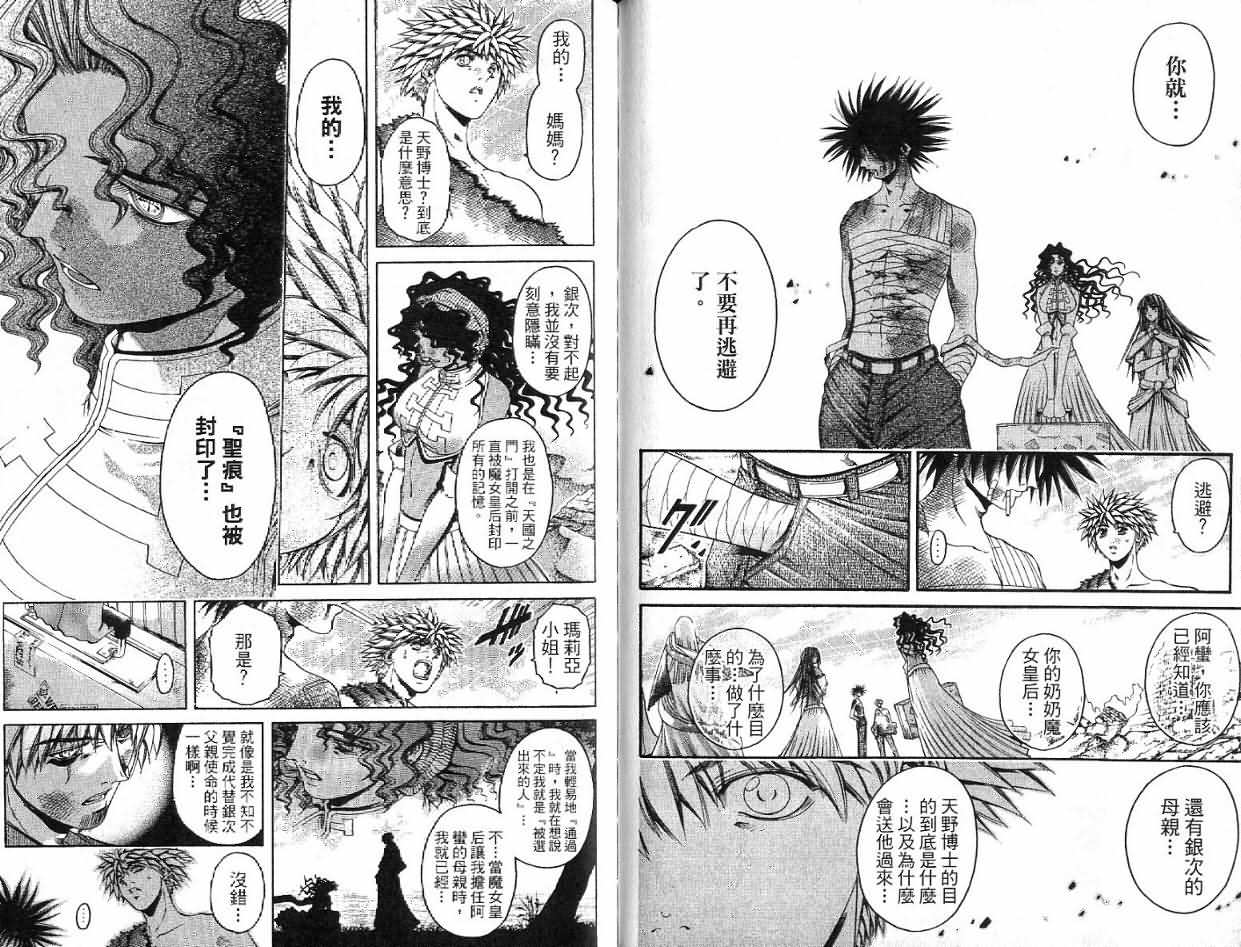 你就…
不要再逃避
了。
逃避？
…
グッ
阿蠻，你應該
已經知道…
你的奶奶魔
女皇后…
為了什麼目
的…做了什
麼事…
還有銀次的
母親…
天野博士的目
的到底是什麼
…以及為什麼
會送他過來…
我的…
媽媽？
天野博士？到底
是什麼意思？
銀次，對不起
，我並沒有要
刻意隱瞞…
我也是在『天國之
門』打開之前，一
直被魔女皇后封印
所有的記憶。
我的…
『聖痕』也被
封印了…
瑪莉亞
小姐！
那是？
…
當我輕易地『通過
』時，我就在想說
不定我就是『被選
出來的人』…
不…當魔女皇
后讓我擔任阿
蠻的母親時，
我就已經…
就像是我不知不
覺完成代替銀次
父親使命的時候
一樣啊…
沒錯…
…